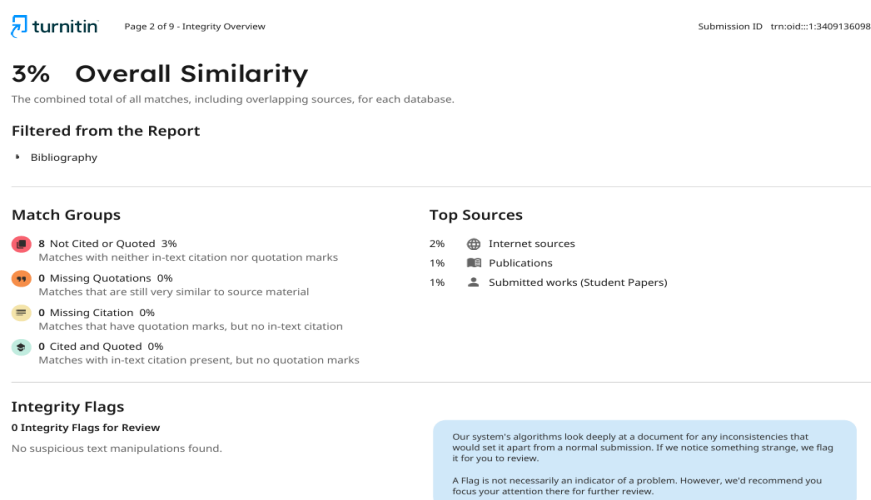 turnitin Page 2 of 9 - Integrity Overview Submission ID trn:oid:::1:3409136098
3% Overall Similarity
The combined total of all matches, including overlapping sources, for each database.
Filtered from the Report
Bibliography
Match Groups
8 Not Cited or Quoted 3%
Matches with neither in-text citation nor quotation marks
0 Missing Quotations 0%
Matches that are still very similar to source material
0 Missing Citation 0%
Matches that have quotation marks, but no in-text citation
0 Cited and Quoted 0%
Matches with in-text citation present, but no quotation marks
Top Sources
2% Internet sources
1% Publications
1% Submitted works (Student Papers)
Integrity Flags
0 Integrity Flags for Review
No suspicious text manipulations found.
Our system's algorithms look deeply at a document for any inconsistencies that
would set it apart from a normal submission. If we notice something strange, we flag
it for you to review.
A Flag is not necessarily an indicator of a problem. However, we'd recommend you
focus your attention there for further review.